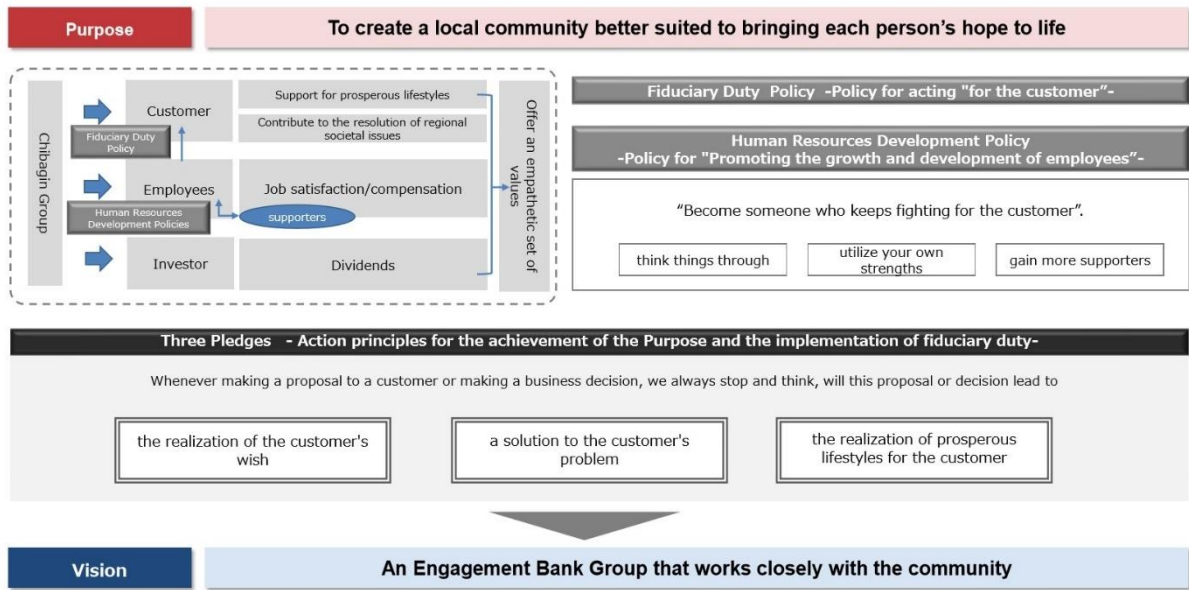 Purpose
To create a local community better suited to bringing each person's hope to life
Chibagin Group
Customer
Support for prosperous lifestyles
Contribute to the resolution of regional
societal issues
Fiduciary Duty
Policy
Employees
Job satisfaction/compensation
supporters
Human Resources
Development Policies
Investor
Dividends
Offer an empathetic set of
values
Fiduciary Duty Policy -Policy for acting "for the customer"-
Human Resources Development Policy
-Policy for "Promoting the growth and development of employees"-
“Become someone who keeps fighting for the customer”.
think things through
utilize your own
strengths
gain more supporters
Three Pledges - Action principles for the achievement of the Purpose and the implementation of fiduciary duty-
Whenever making a proposal to a customer or making a business decision, we always stop and think, will this proposal or decision lead to
the realization of the customer's
wish
a solution to the customer's
problem
the realization of prosperous
lifestyles for the customer
Vision
An Engagement Bank Group that works closely with the community